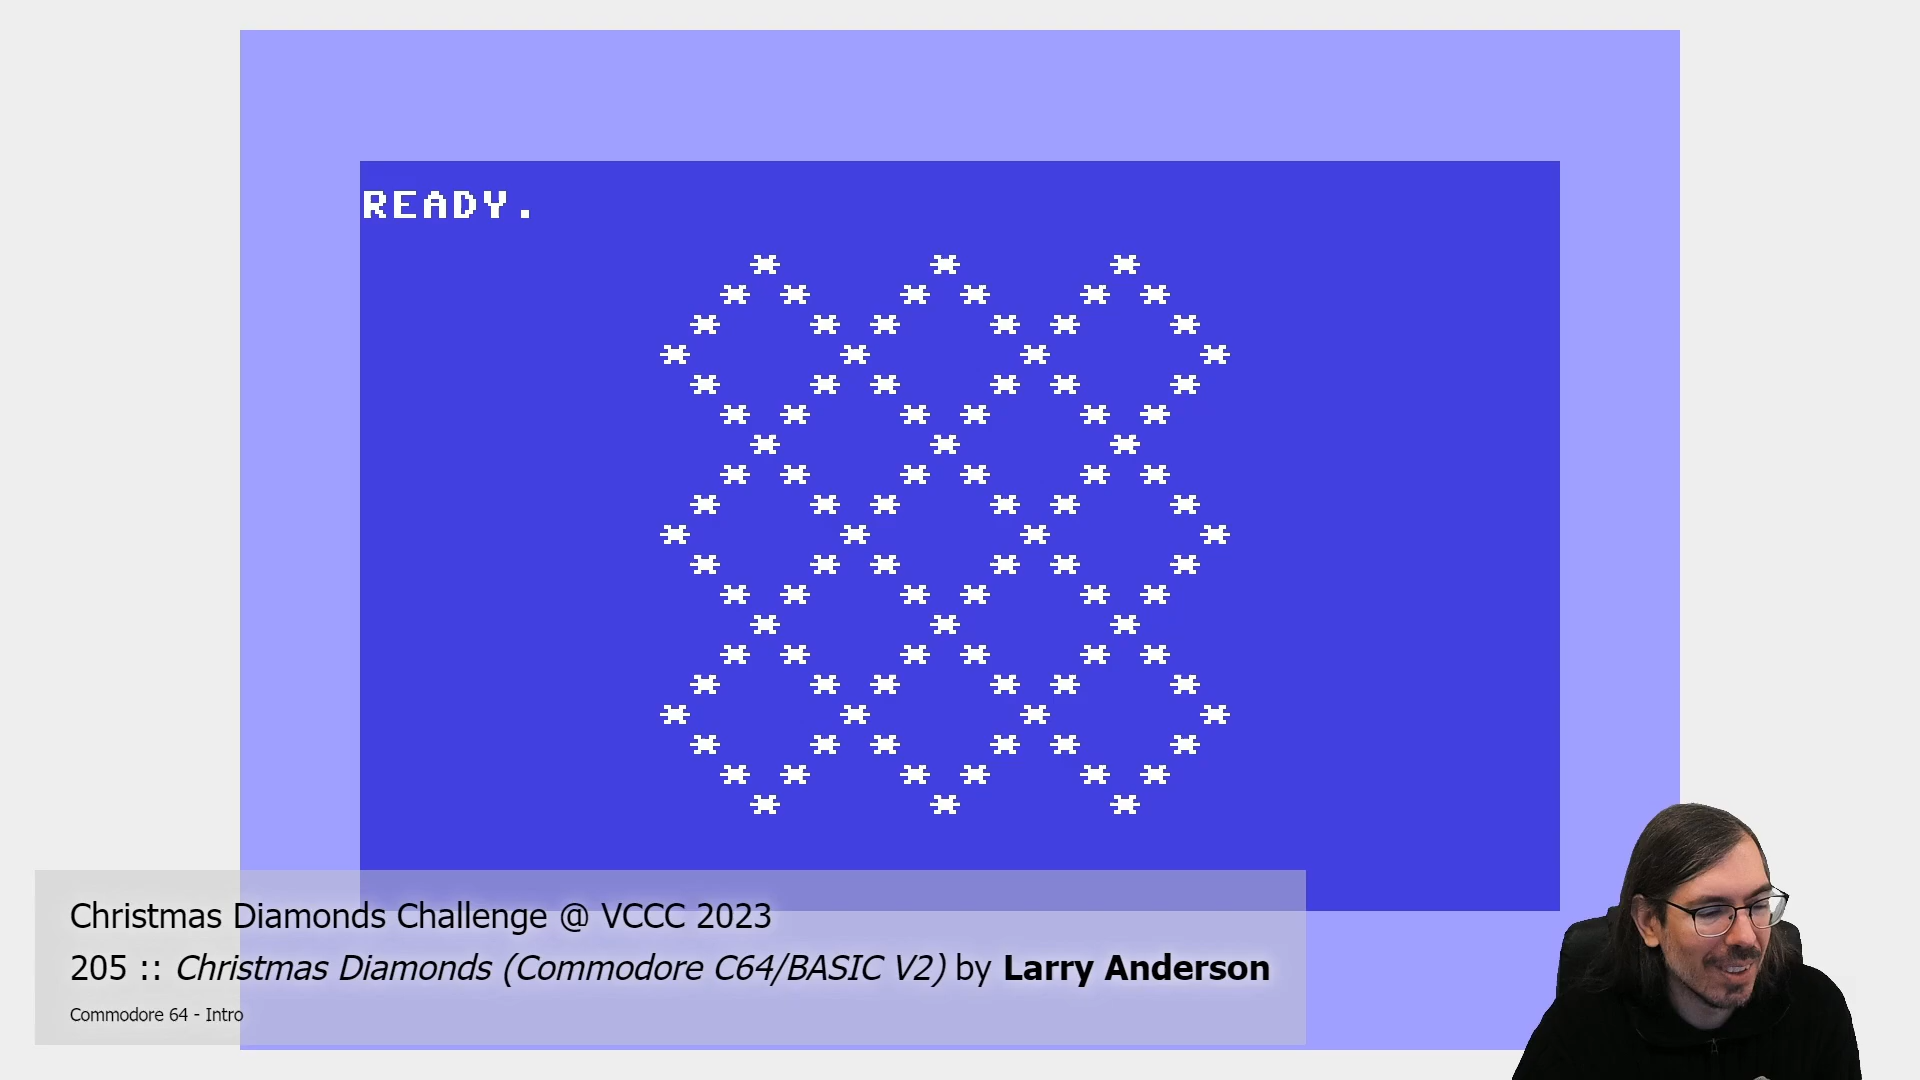 READY.
Christmas Diamonds Challenge @ VCCC 2023
205 :: Christmas Diamonds (Commodore C64/BASIC V2) by Larry Anderson
Commodore 64 - Intro